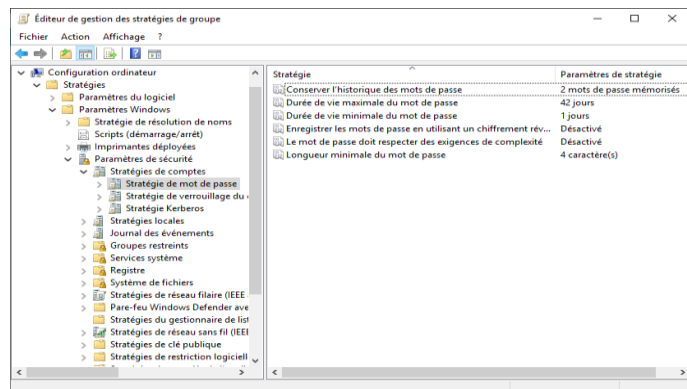 Éditeur de gestion des stratégies de groupe
Fichier Action Affichage ?
Configuration ordinateur
Stratégies
Paramètres du logiciel
Paramètres Windows
Stratégie de résolution de noms
Scripts (démarrage/arrêt)
Imprimantes déployées
Paramètres de sécurité
Stratégies de comptes
Stratégie de mot de passe
Stratégie de verrouillage du
Stratégie Kerberos
Stratégies locales
Journal des événements
Groupes restreints
Services système
Registre
Système de fichiers
Stratégies de réseau filaire (IEEE
Pare-feu Windows Defender ave
Stratégies du gestionnaire de list
Stratégies de réseau sans fil (IEEE
Stratégies de clé publique
Stratégies de restriction logiciell
Stratégie Paramètres de stratégie
Conserver l'historique des mots de passe 2 mots de passe mémorisés
Durée de vie maximale du mot de passe 42 jours
Durée de vie minimale du mot de passe 1 jours
Enregistrer les mots de passe en utilisant un chiffrement rév... Désactivé
Le mot de passe doit respecter des exigences de complexité Désactivé
Longueur minimale du mot de passe 4 caractère(s)